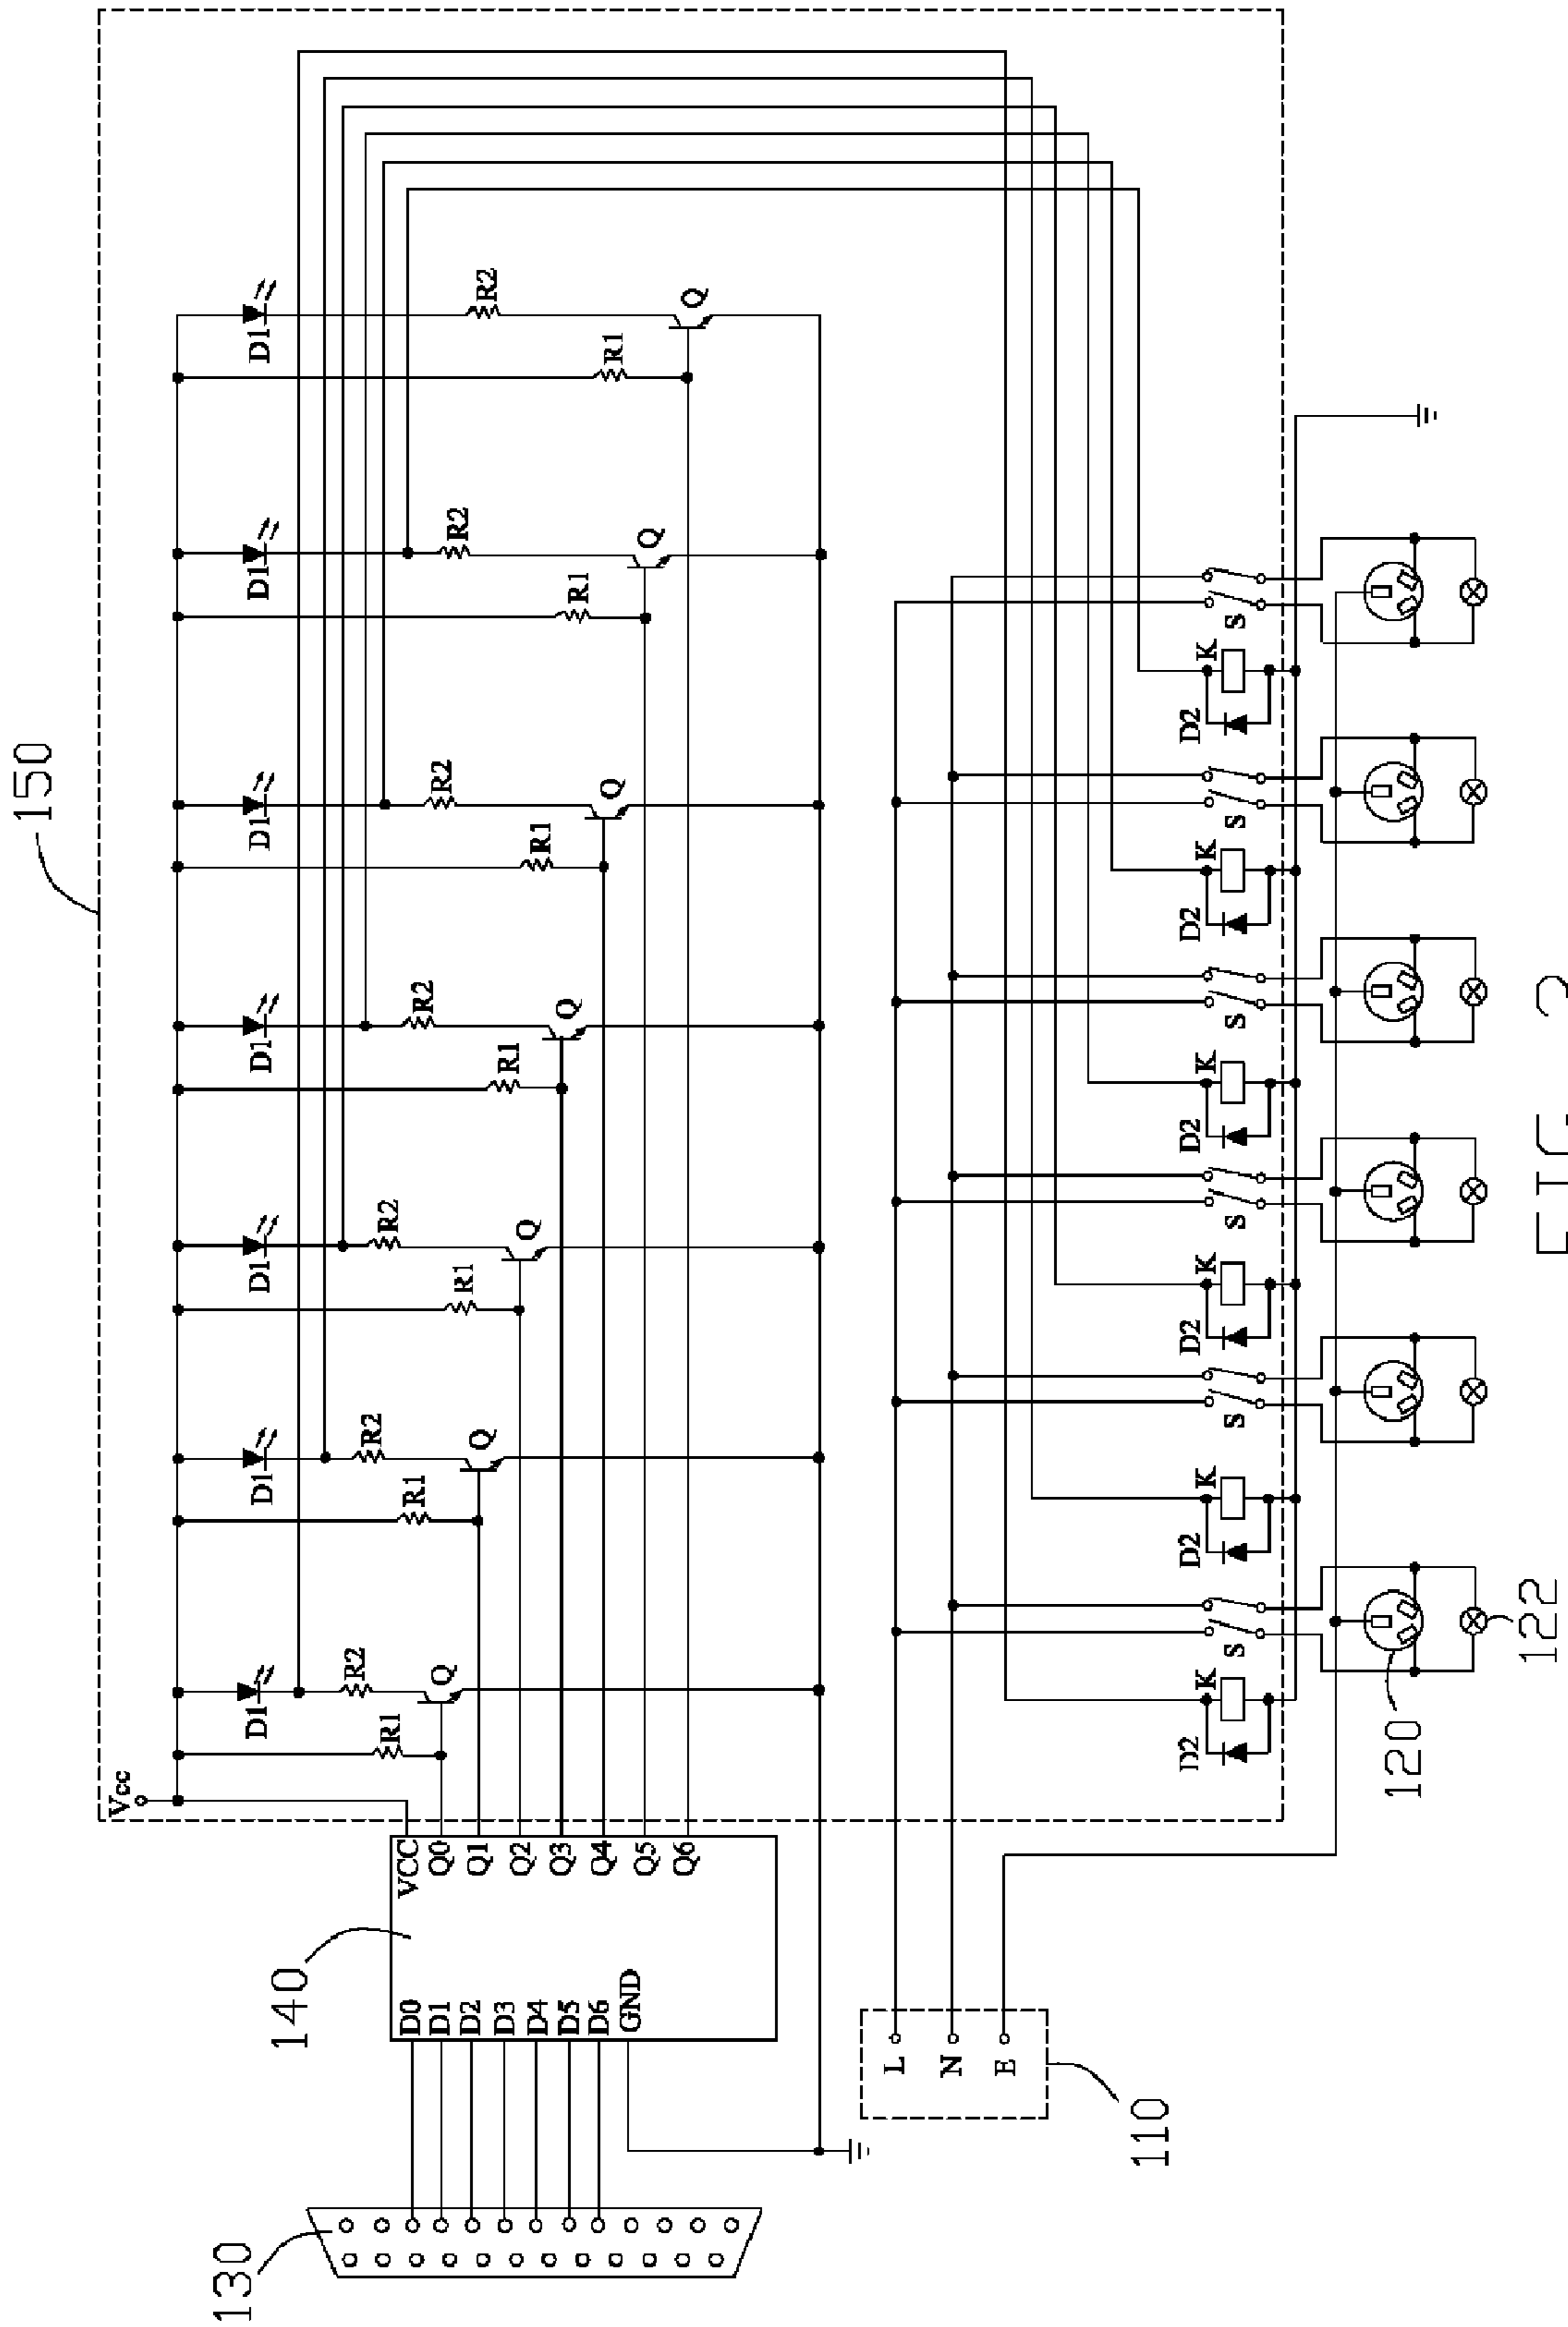 150
Vcc
D1 D1 D1 D1 D1 D1 D1
R2 R2 R2 R2 R2 R2 R2
R1 R1 R1 R1 R1 R1 R1
Q Q Q Q Q Q Q
VCC
Q0
Q1
Q2
Q3
Q4
Q5
Q6
140
D0
D1
D2
D3
D4
D5
D6
GND
130
L
N
E
110
K K K K K K
S S S S S S
D2 D2 D2 D2 D2 D2
120
122